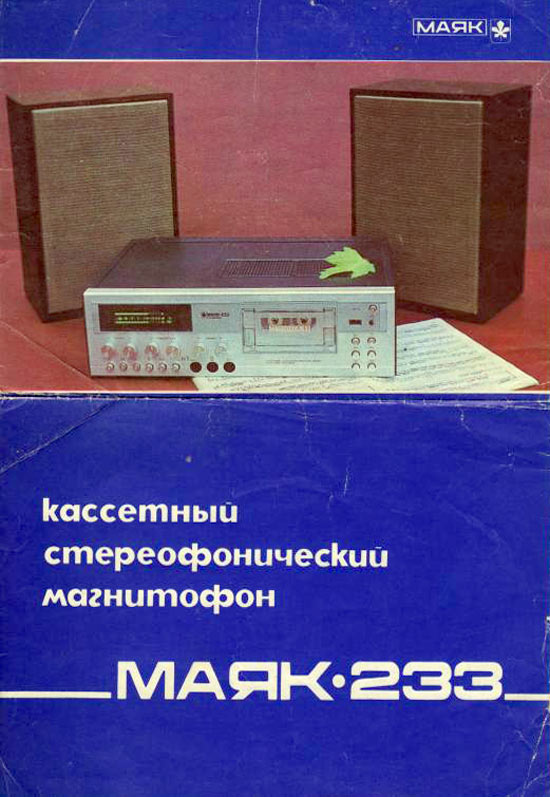 МАЯК
кассетный
стереофонический
магнитофон
МАЯК·233